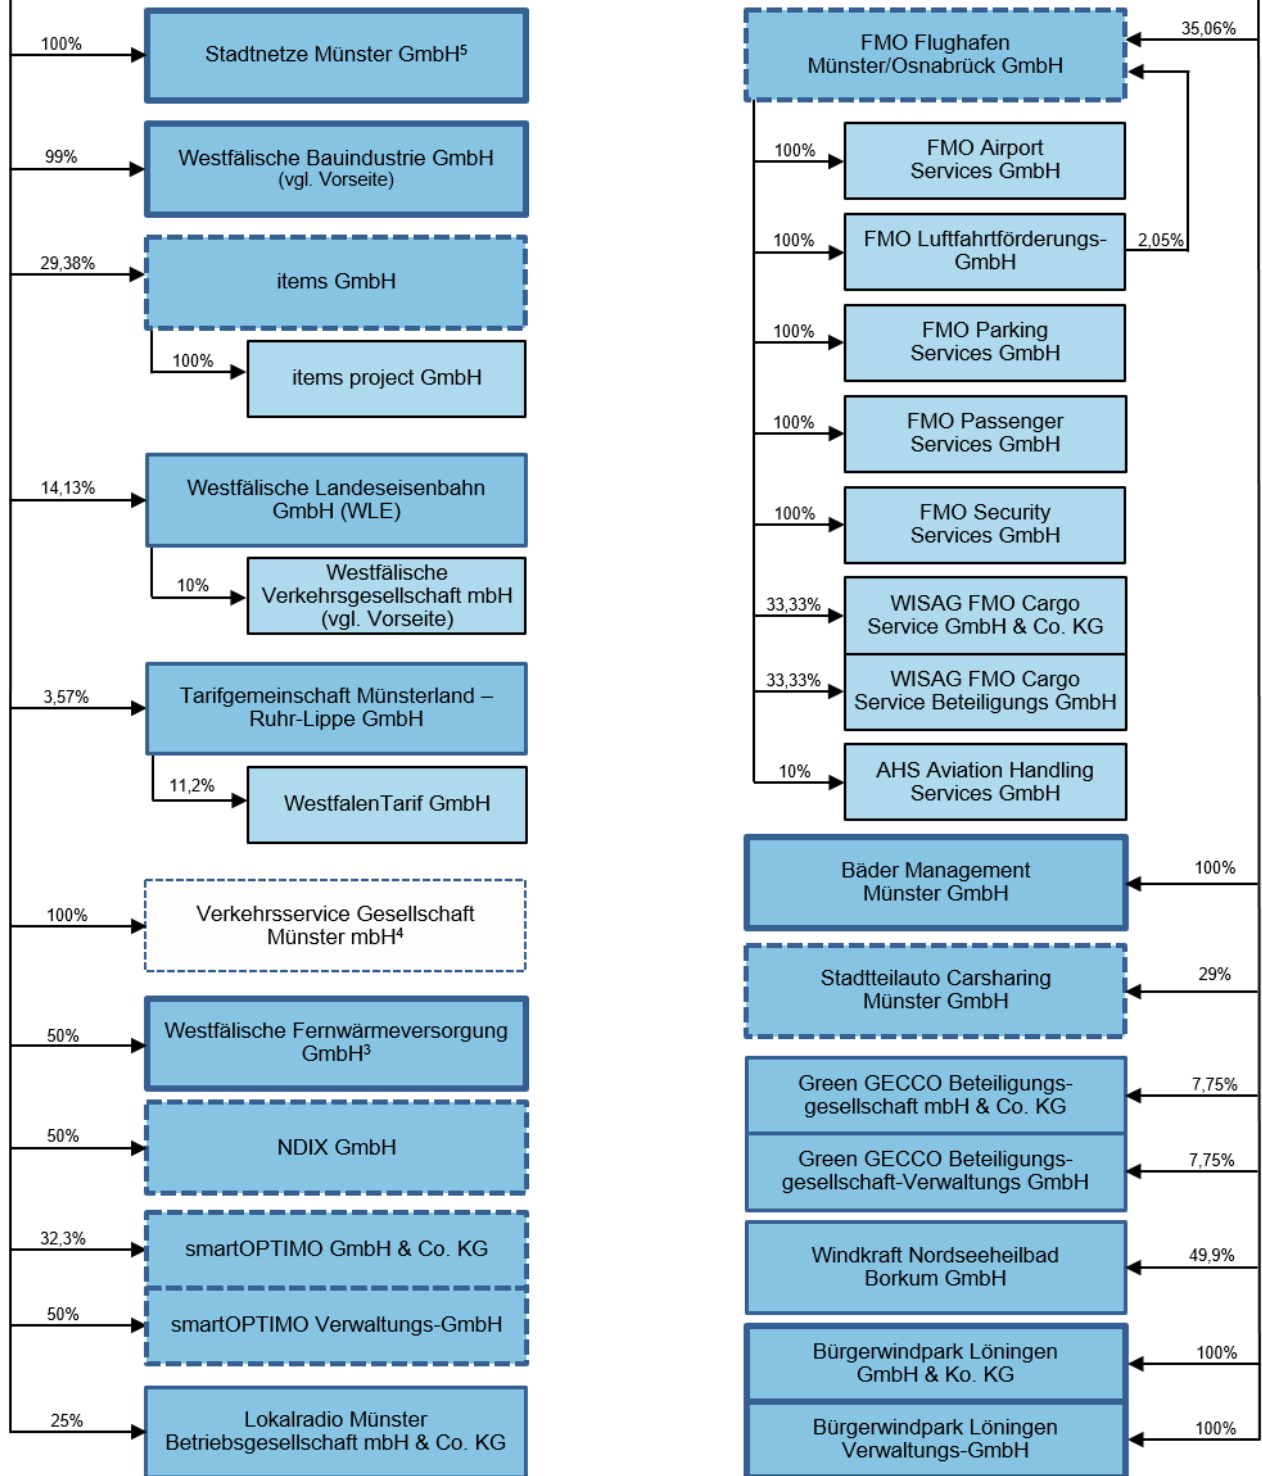 100%
Stadtnetze Münster GmbH⁵
99%
Westfälische Bauindustrie GmbH
(vgl. Vorseite)
29,38%
items GmbH
100%
items project GmbH
14,13%
Westfälische Landeseisenbahn
GmbH (WLE)
10%
Westfälische
Verkehrsgesellschaft mbH
(vgl. Vorseite)
3,57%
Tarifgemeinschaft Münsterland –
Ruhr-Lippe GmbH
11,2%
WestfalenTarif GmbH
100%
Verkehrsservice Gesellschaft
Münster mbH⁴
50%
Westfälische Fernwärmeversorgung
GmbH³
50%
NDIX GmbH
32,3%
smartOPTIMO GmbH & Co. KG
50%
smartOPTIMO Verwaltungs-GmbH
25%
Lokalradio Münster
Betriebsgesellschaft mbH & Co. KG
FMO Flughafen
Münster/Osnabrück GmbH
35,06%
100%
FMO Airport
Services GmbH
100%
FMO Luftfahrtförderungs-
GmbH
2,05%
100%
FMO Parking
Services GmbH
100%
FMO Passenger
Services GmbH
100%
FMO Security
Services GmbH
33,33%
WISAG FMO Cargo
Service GmbH & Co. KG
33,33%
WISAG FMO Cargo
Service Beteiligungs GmbH
10%
AHS Aviation Handling
Services GmbH
Bäder Management
Münster GmbH
100%
Stadtteilauto Carsharing
Münster GmbH
29%
Green GECCO Beteiligungs-
gesellschaft mbH & Co. KG
7,75%
Green GECCO Beteiligungs-
gesellschaft-Verwaltungs GmbH
7,75%
Windkraft Nordseeheilbad
Borkum GmbH
49,9%
Bürgerwindpark Löningen
GmbH & Ko. KG
100%
Bürgerwindpark Löningen
Verwaltungs-GmbH
100%